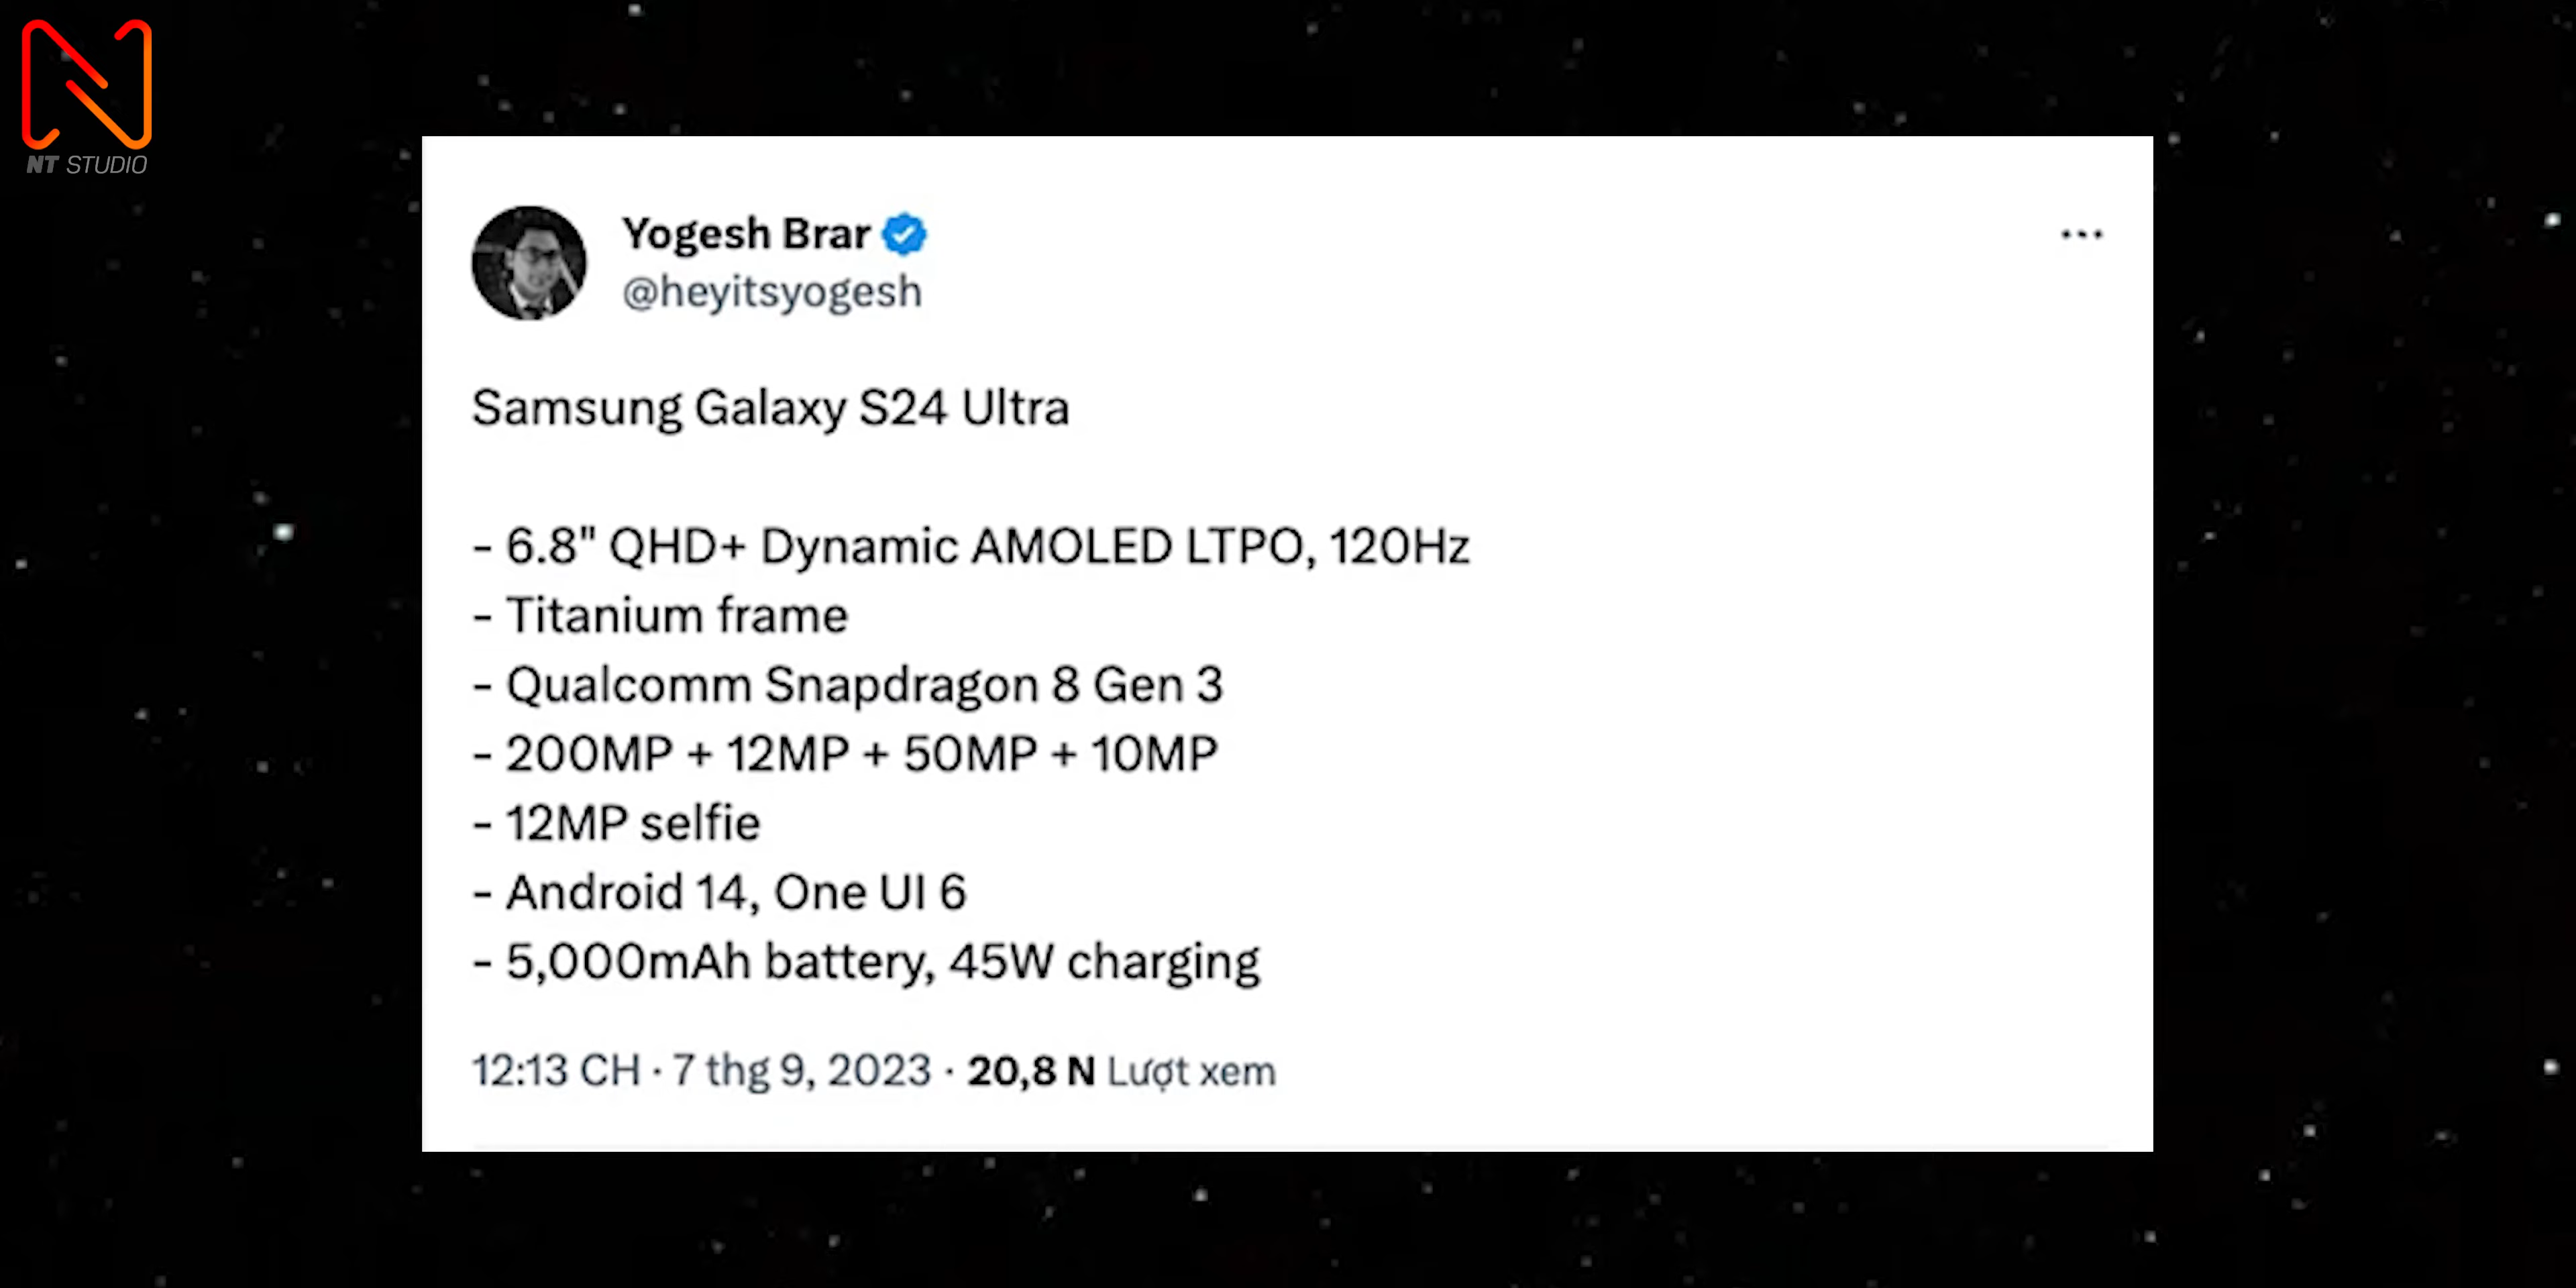 NT STUDIO
Yogesh Brar
@heyitsyogesh
Samsung Galaxy S24 Ultra
- 6.8" QHD+ Dynamic AMOLED LTPO, 120Hz
- Titanium frame
- Qualcomm Snapdragon 8 Gen 3
- 200MP + 12MP + 50MP + 10MP
- 12MP selfie
- Android 14, One UI 6
- 5,000mAh battery, 45W charging
12:13 CH · 7 thg 9, 2023 · 20,8 N Lượt xem